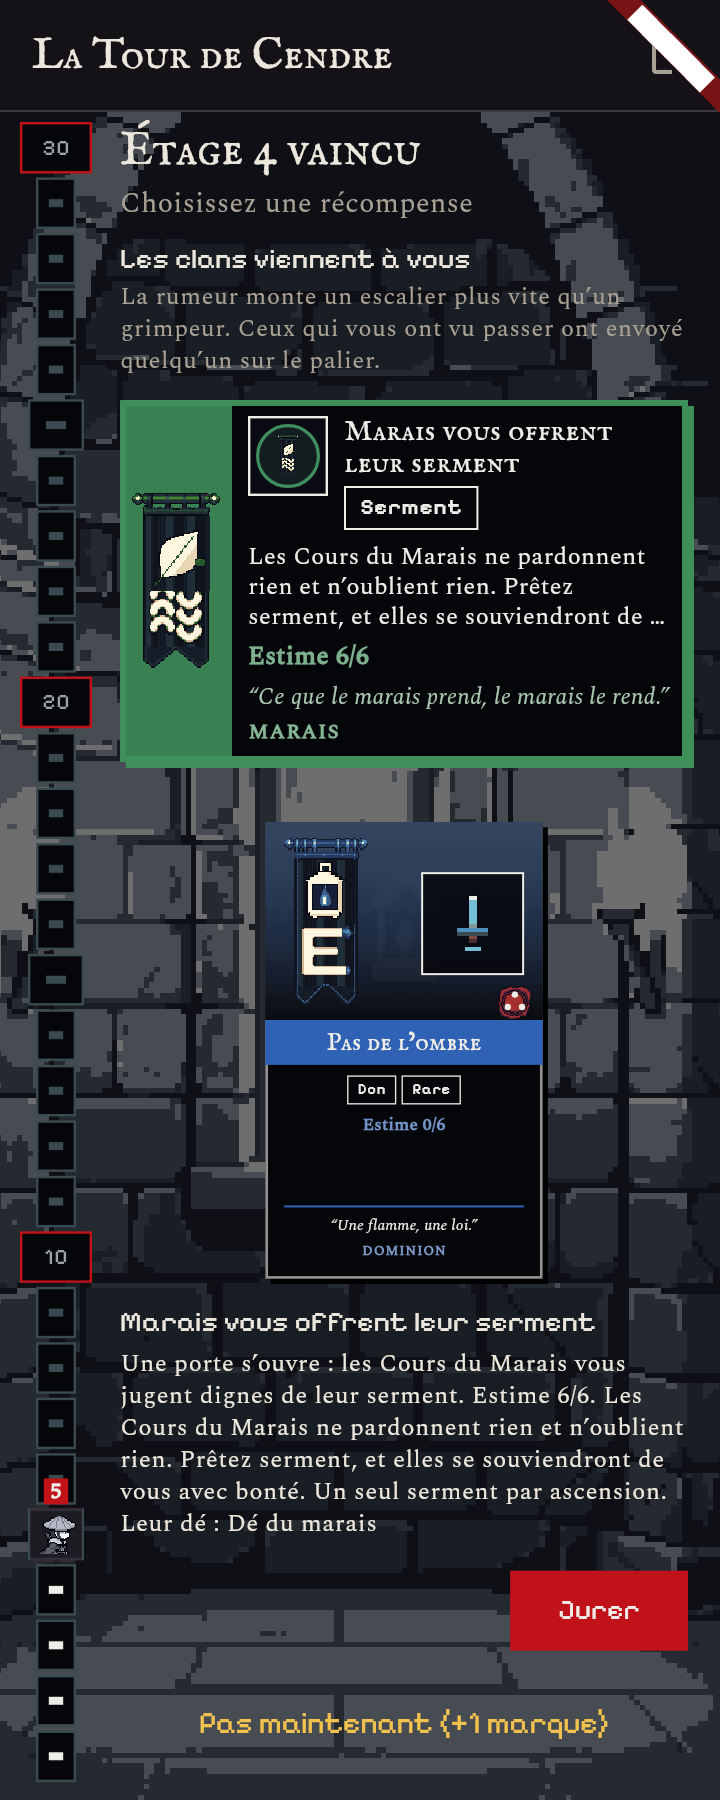 La Tour de Cendre
30
Étage 4 vaincu
Choisissez une récompense
Les clans viennent à vous
La rumeur monte un escalier plus vite qu’un
grimpeur. Ceux qui vous ont vu passer ont envoyé
quelqu’un sur le palier.
Marais vous offrent
leur serment
Serment
Les Cours du Marais ne pardonnent
rien et n’oublient rien. Prêtez
serment, et elles se souviendront de ...
Estime 6/6
“Ce que le marais prend, le marais le rend.”
MARAIS
20
E
Pas de l’ombre
Don Rare
Estime 0/6
“Une flamme, une loi.”
DOMINION
10
Marais vous offrent leur serment
Une porte s’ouvre : les Cours du Marais vous
jugent dignes de leur serment. Estime 6/6. Les
Cours du Marais ne pardonnent rien et n’oublient
rien. Prêtez serment, et elles se souviendront de
vous avec bonté. Un seul serment par ascension.
Leur dé : Dé du marais
5
Jurer
Pas maintenant (+1 marque)